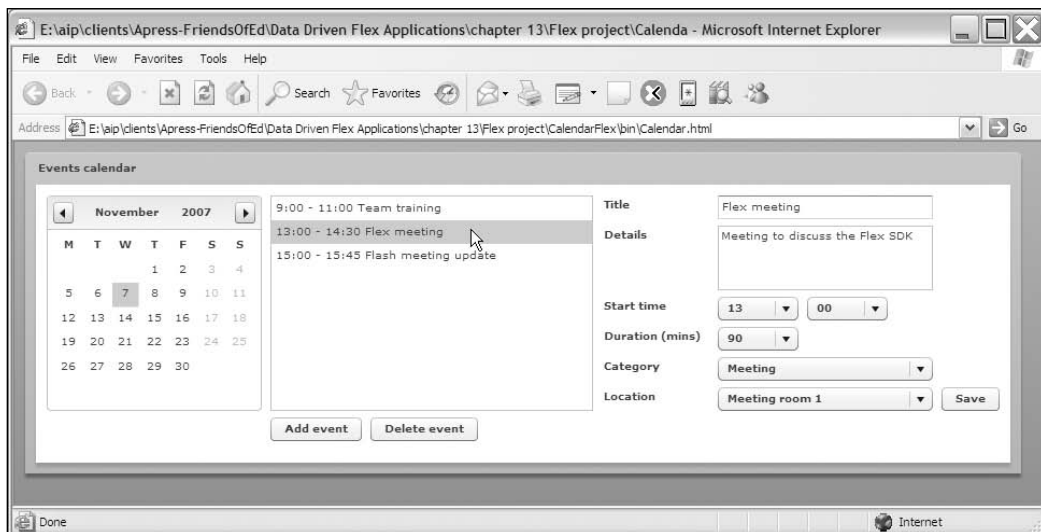 E:\aip\clients\Apress-FriendsOfEd\Data Driven Flex Applications\chapter 13\Flex project\Calenda - Microsoft Internet Explorer
File Edit View Favorites Tools Help
Back Search Favorites
Address E:\aip\clients\Apress-FriendsOfEd\Data Driven Flex Applications\chapter 13\Flex project\CalendarFlex\bin\Calendar.html Go
Events calendar
November 2007
M T W T F S S
1 2 3 4
5 6 7 8 9 10 11
12 13 14 15 16 17 18
19 20 21 22 23 24 25
26 27 28 29 30
9:00 - 11:00 Team training
13:00 - 14:30 Flex meeting
15:00 - 15:45 Flash meeting update
Add event Delete event
Title Flex meeting
Details Meeting to discuss the Flex SDK
Start time 13 00
Duration (mins) 90
Category Meeting
Location Meeting room 1 Save
Done Internet